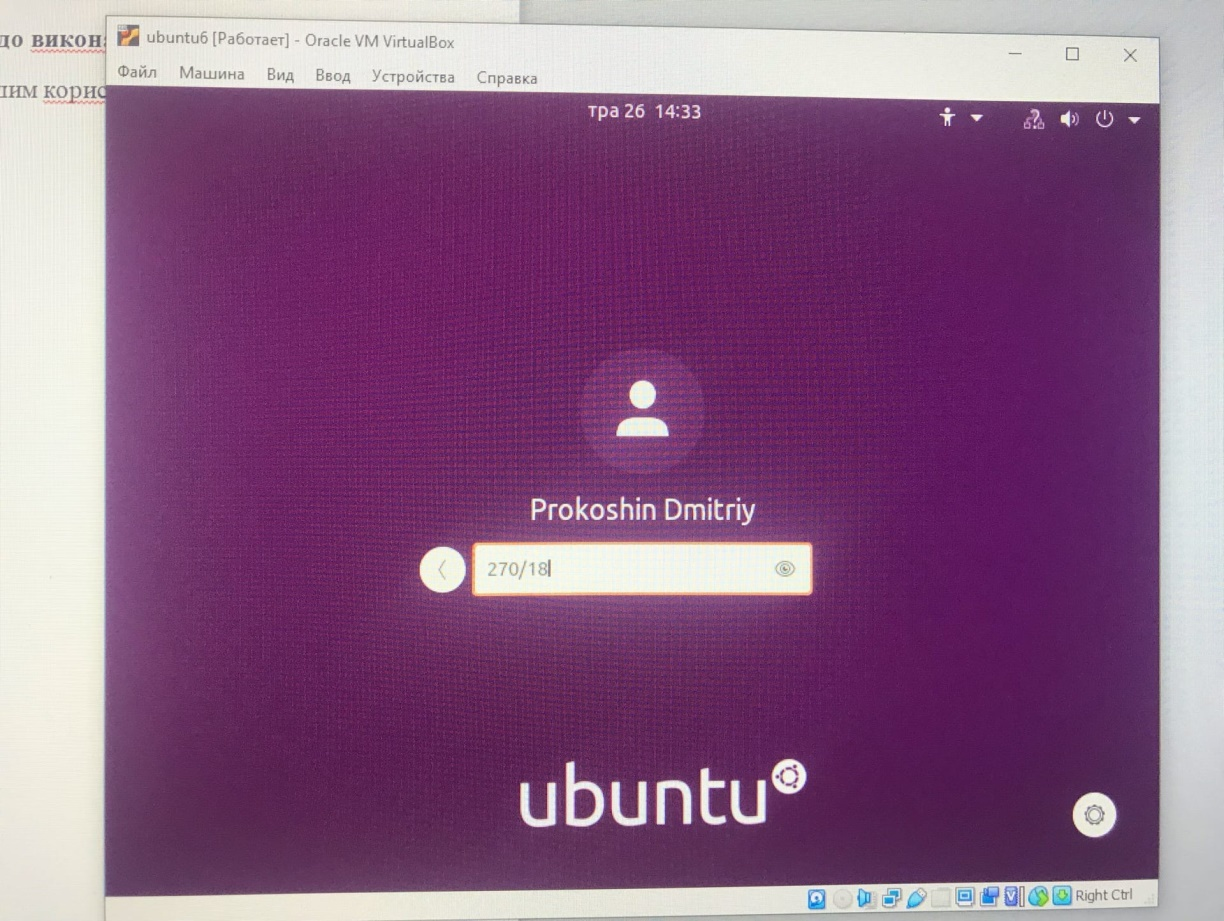 до викон
ubuntu6 [Работает] - Oracle VM VirtualBox
Файл Машина Вид Ввод Устройства Справка
шим корис
тра 26 14:33
Prokoshin Dmitriy
270/18
ubuntu
Right Ctrl